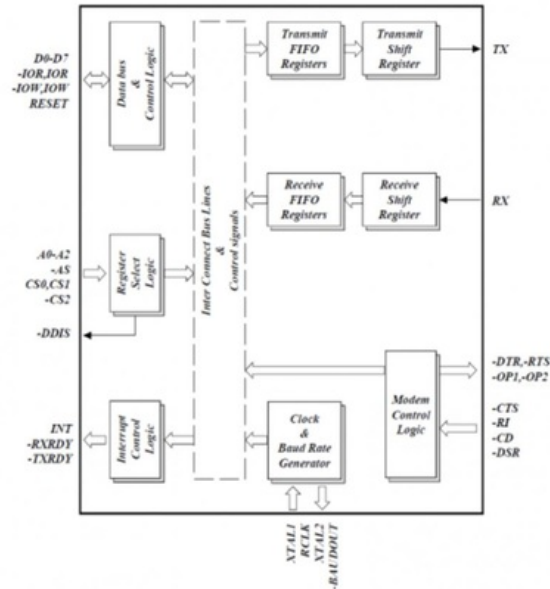 D0-D7
-IOR,IOR
-IOW,IOW
RESET
Data bus
&
Control Logic
Transmit
FIFO
Registers
Transmit
Shift
Register
TX
Receive
FIFO
Registers
Receive
Shift
Register
RX
Inter Connect Bus Lines
&
Control signals
A0-A2
-AS
CS0,CS1
-CS2
Register
Select
Logic
-DDIS
-DTR,-RTS
-OP1,-OP2
Modem
Control
Logic
-CTS
-RI
-CD
-DSR
INT
-RXRDY
-TXRDY
Interrupt
Control
Logic
Clock
&
Baud Rate
Generator
XTAL1
RCLK
XTAL2
-BAUDOUT